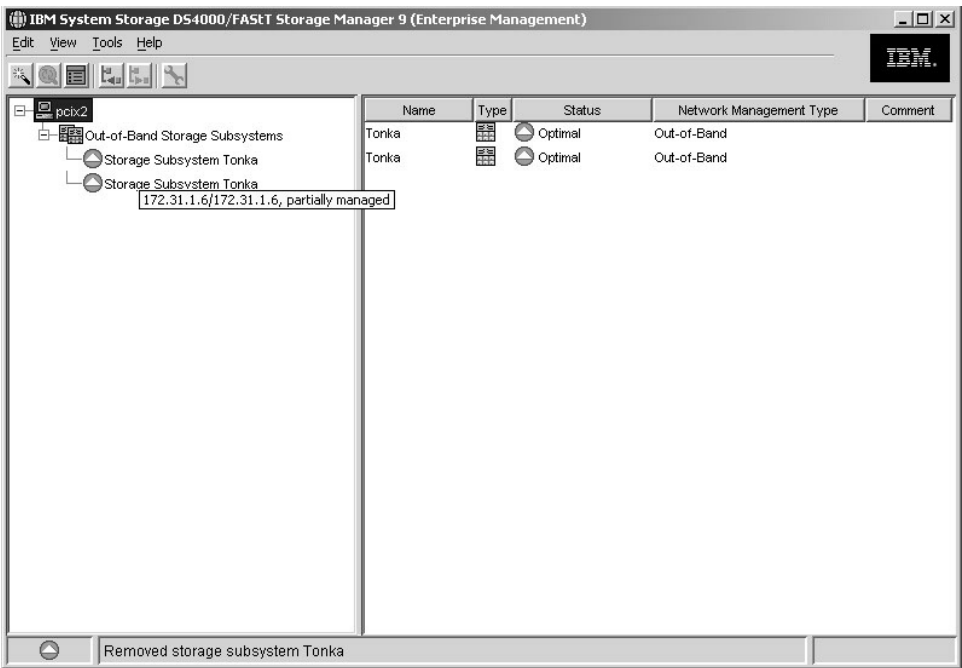 IBM System Storage DS4000/FAStT Storage Manager 9 (Enterprise Management)
Edit View Tools Help
IBM.
pcix2
Out-of-Band Storage Subsystems
Storage Subsystem Tonka
Storage Subsystem Tonka
172.31.1.6/172.31.1.6, partially managed
Name Type Status Network Management Type Comment
Tonka Optimal Out-of-Band
Tonka Optimal Out-of-Band
Removed storage subsystem Tonka